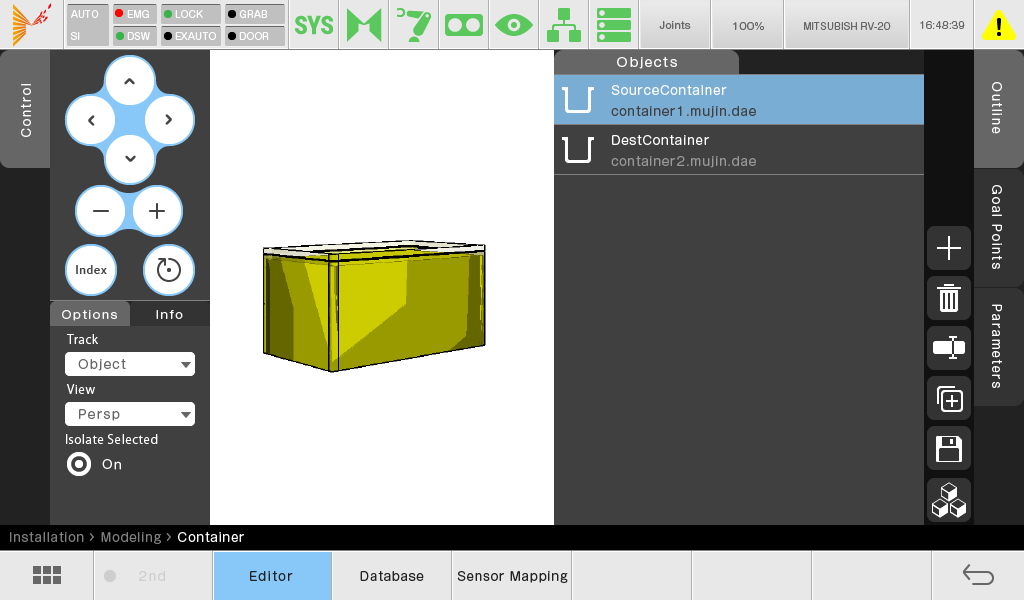 AUTO
SI
EMG
DSW
LOCK
EXAUTO
GRAB
DOOR
SYS
Joints
100%
MITSUBISH RV-20
16:48:39
Control
Index
Options
Info
Track
Object
View
Persp
Isolate Selected
On
Objects
SourceContainer
container1.mujin.dae
DestContainer
container2.mujin.dae
Outline
Goal Points
Parameters
Installation > Modeling > Container
2nd
Editor
Database
Sensor Mapping